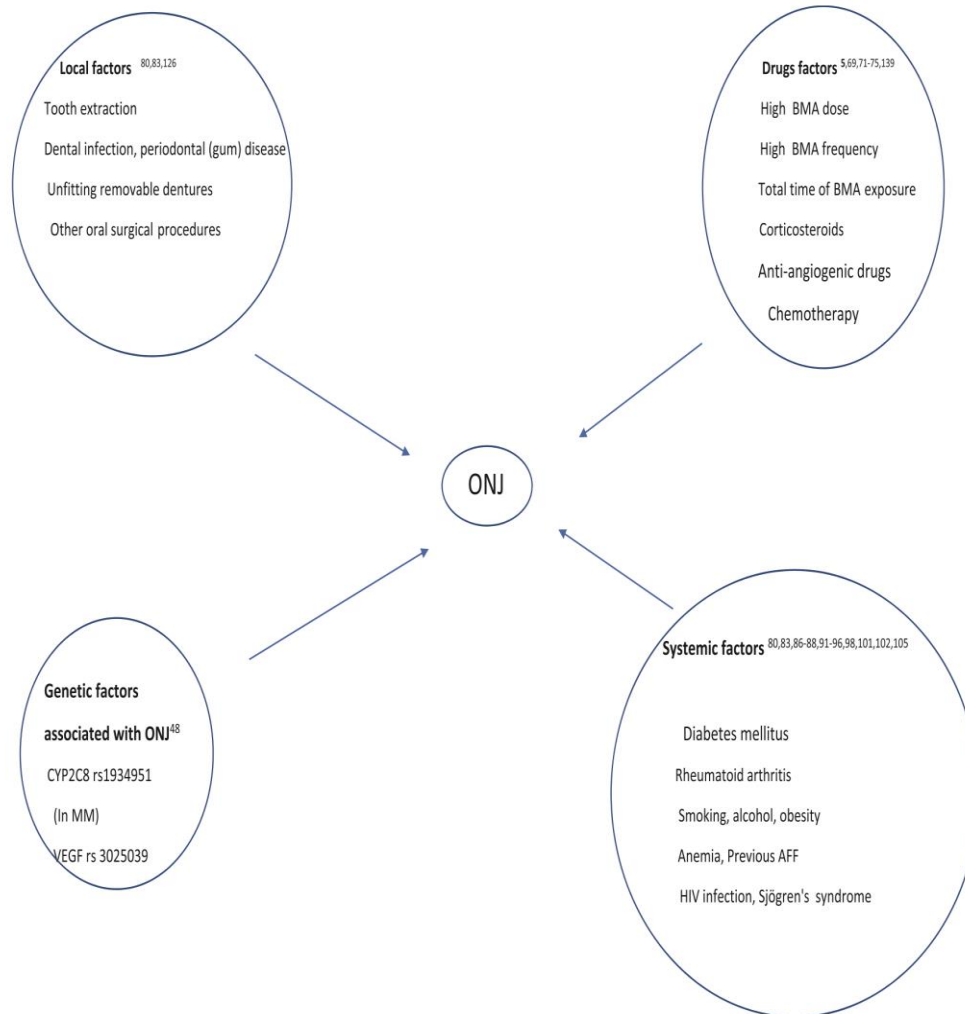 Local factors 80,83,126
Tooth extraction
Dental infection, periodontal (gum) disease
Unfitting removable dentures
Other oral surgical procedures
Drugs factors 5,69,71-75,139
High BMA dose
High BMA frequency
Total time of BMA exposure
Corticosteroids
Anti-angiogenic drugs
Chemotherapy
ONJ
Genetic factors
associated with ONJ48
CYP2C8 rs1934951
(In MM)
VEGF rs 3025039
Systemic factors 80,83,86-88,91-96,98,101,102,105
Diabetes mellitus
Rheumatoid arthritis
Smoking, alcohol, obesity
Anemia, Previous AFF
HIV infection, Sjögren's syndrome